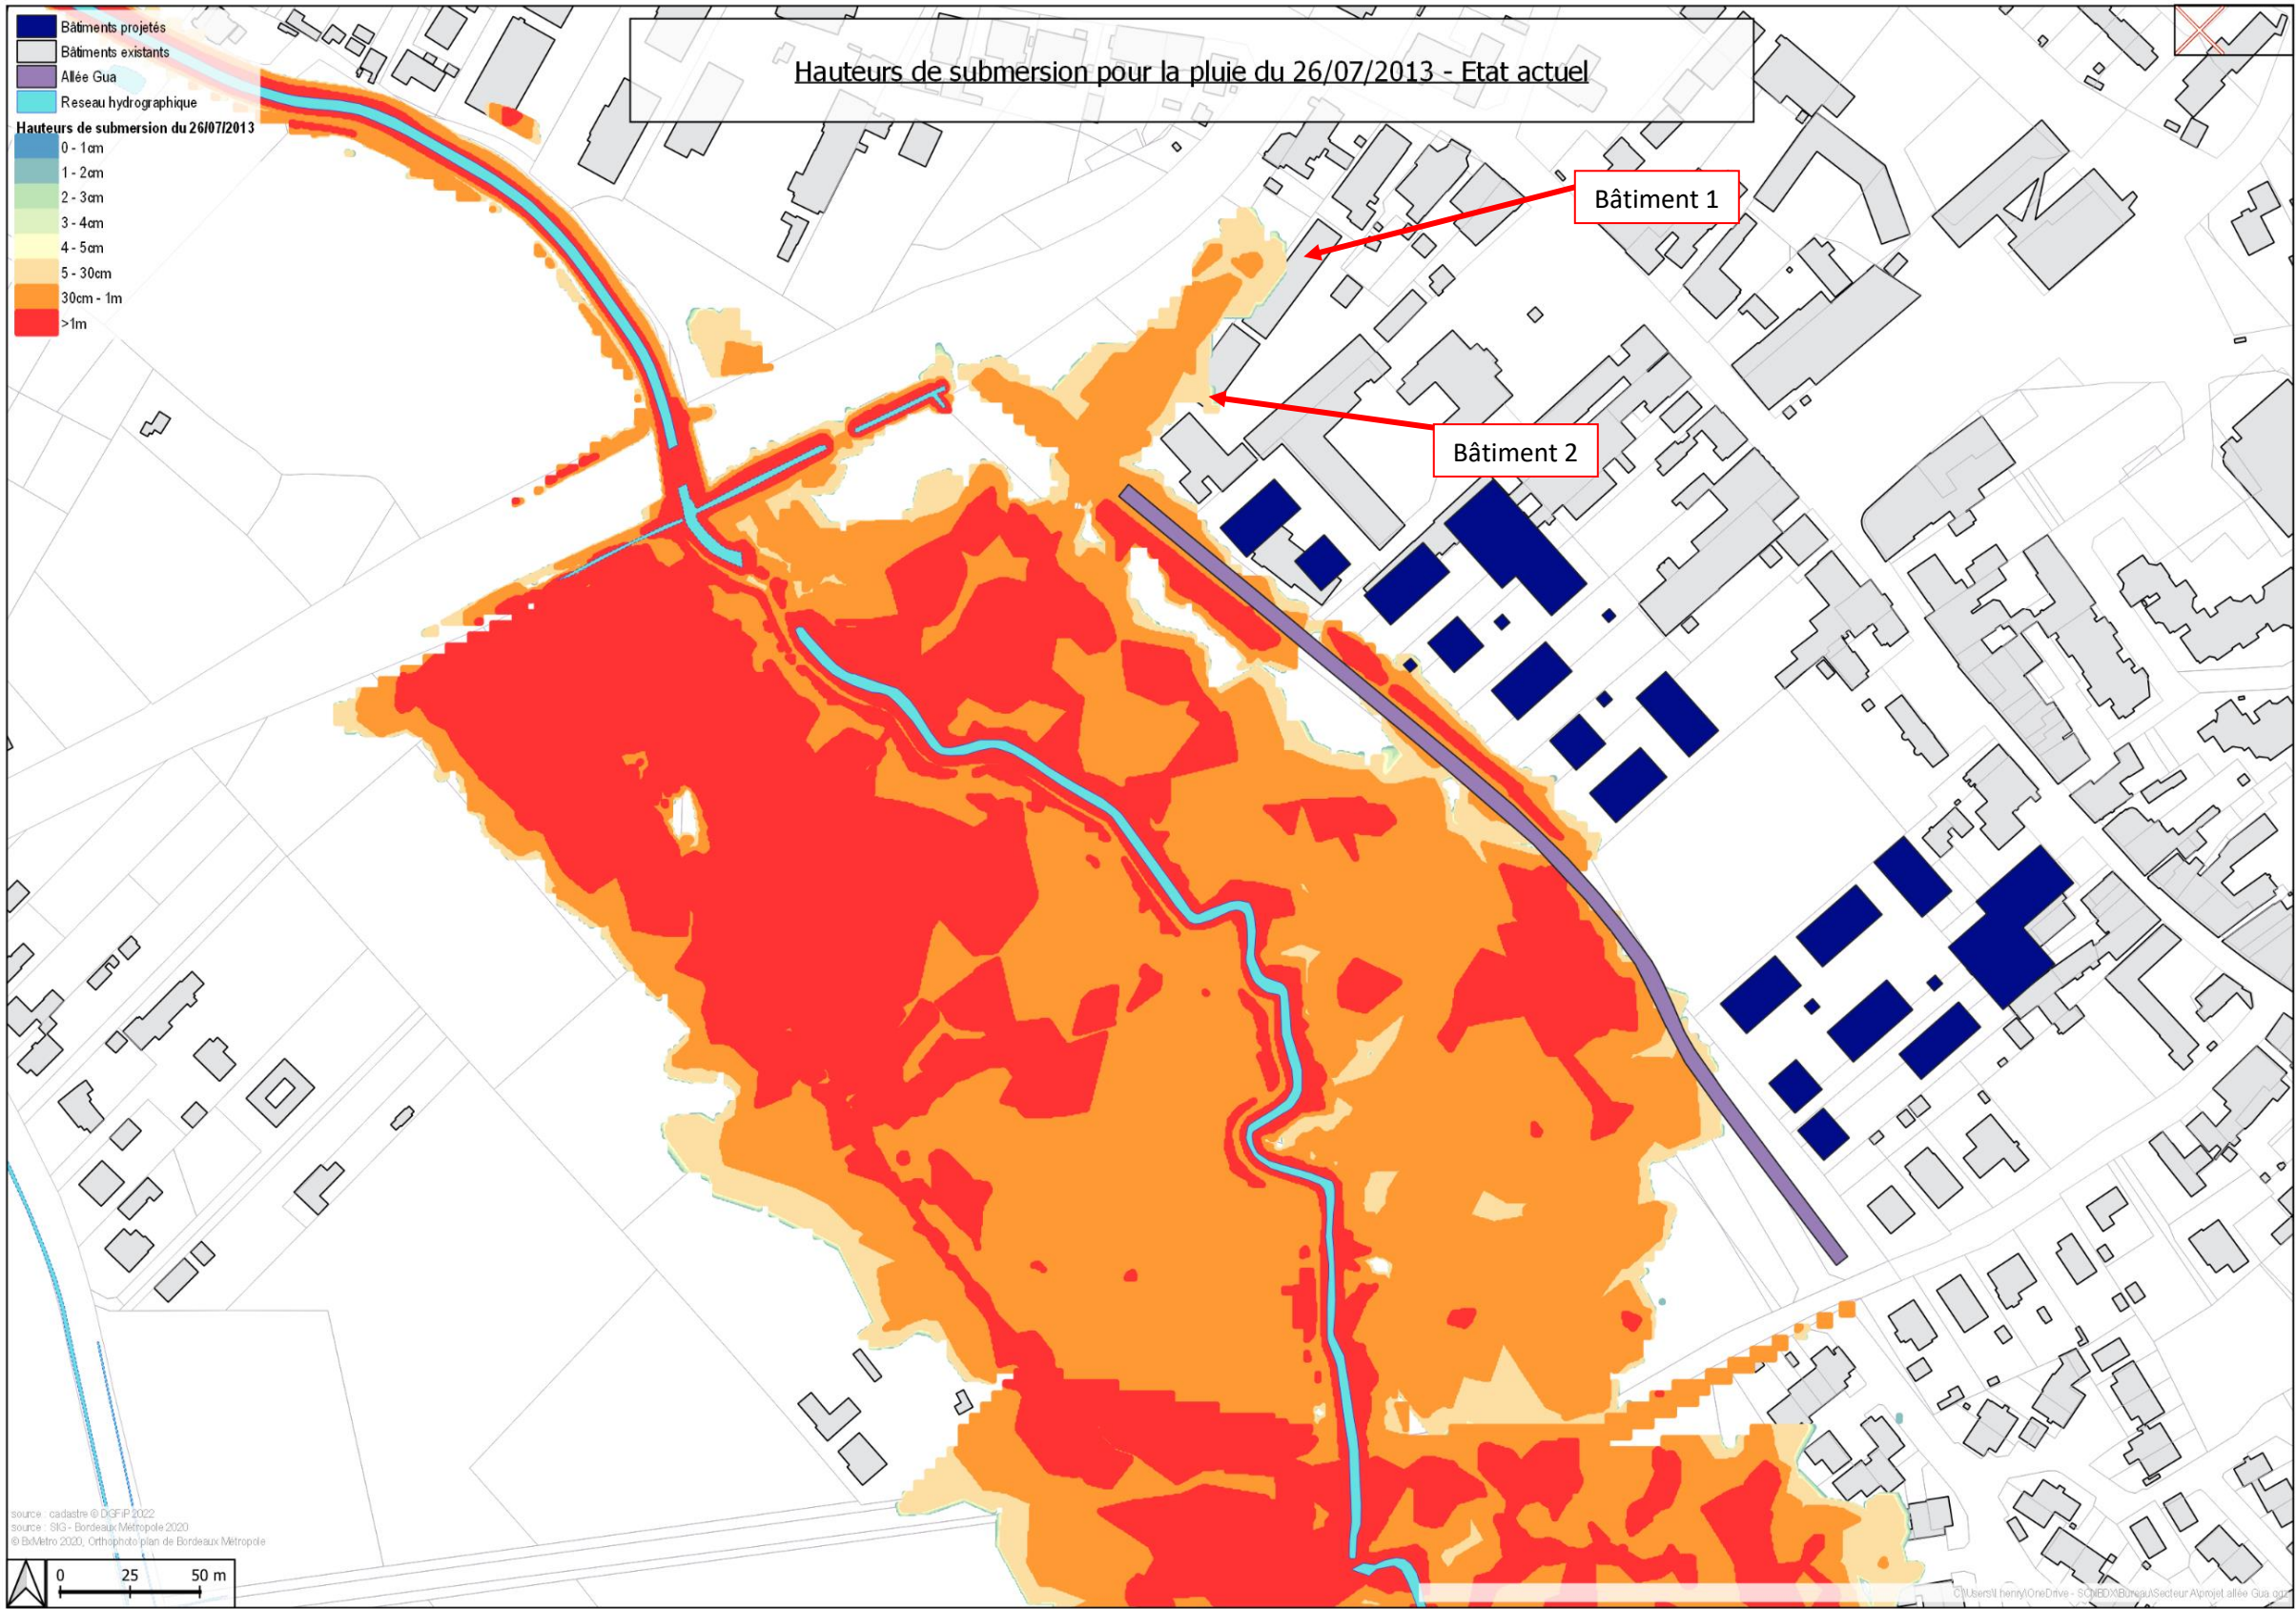 Bâtiments projetés
Bâtiments existants
Allée Gua
Reseau hydrographique
Hauteurs de submersion du 26/07/2013
0 - 1cm
1 - 2cm
2 - 3cm
3 - 4cm
4 - 5cm
5 - 30cm
30cm - 1m
>1m
Hauteurs de submersion pour la pluie du 26/07/2013 - Etat actuel
Bâtiment 1
Bâtiment 2
source : cadastre © DGFiP 2022
source : SIG - Bordeaux Métropole 2020
© BxMetro 2020, Orthophoto plan de Bordeaux Métropole
0 25 50 m